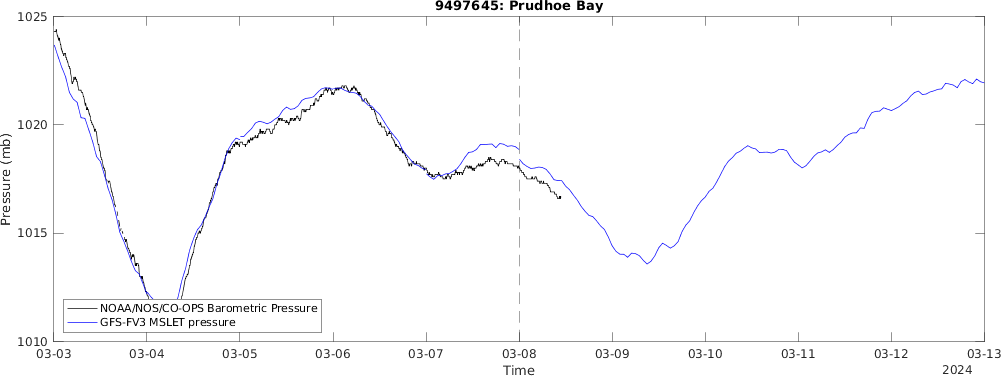 9497645: Prudhoe Bay
Pressure (mb)
1025
1020
1015
1010
NOAA/NOS/CO-OPS Barometric Pressure
GFS-FV3 MSLET pressure
03-03 03-04 03-05 03-06 03-07 03-08 03-09 03-10 03-11 03-12 03-13
Time
2024